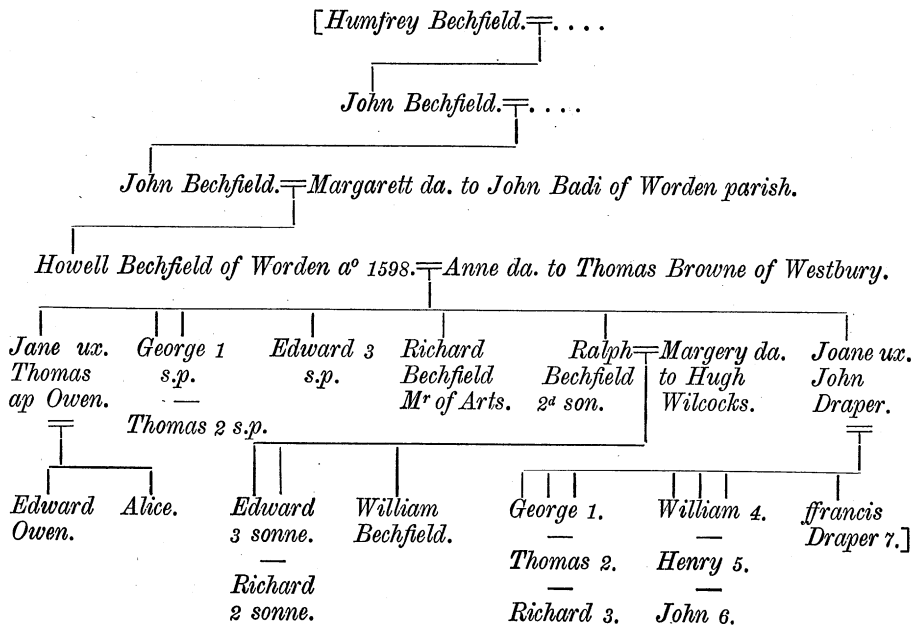 [Humfrey Bechfield.=. . . .
John Bechfield.=. . . .
John Bechfield.=Margarett da. to John Badi of Worden parish.
Howell Bechfield of Worden aº 1598.=Anne da. to Thomas Browne of Westbury.
Jane ux.
Thomas
ap Owen.
George 1
s.p.
—
Thomas 2 s.p.
Edward 3
s.p.
Richard
Bechfield
Mr of Arts.
Ralph=Margery da.
Bechfield to Hugh
2d son. Wilcocks.
Joane ux.
John
Draper.
Edward
Owen.
Alice.
Edward
3 sonne.
—
Richard
2 sonne.
William
Bechfield.
George 1.
—
Thomas 2.
—
Richard 3.
William 4.
—
Henry 5.
—
John 6.
ffrancis
Draper 7.]